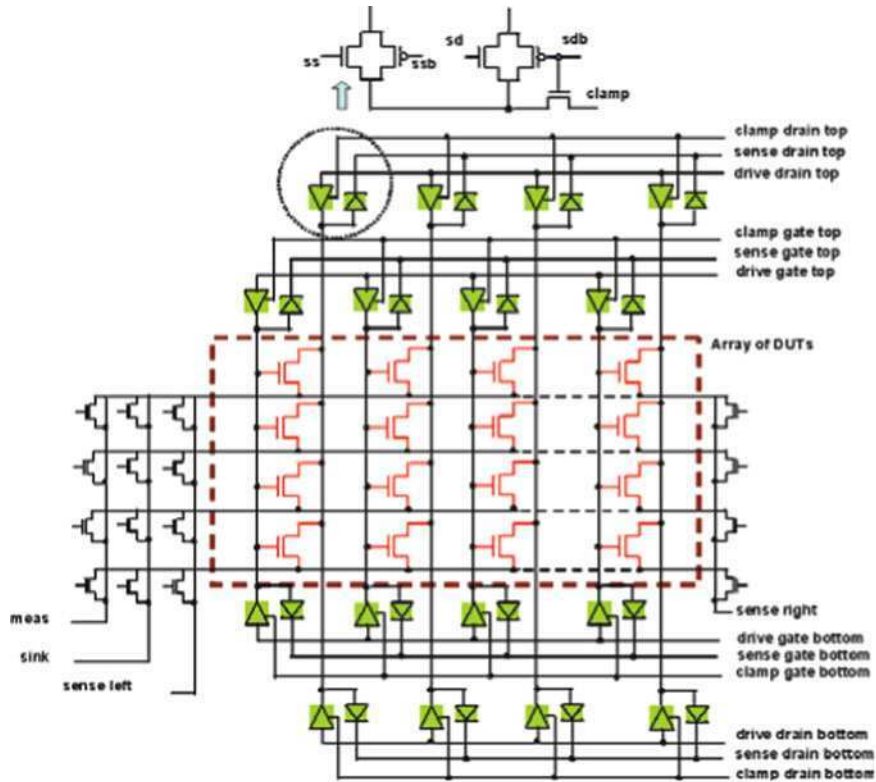 ss
ssb
sd
sdb
clamp
clamp drain top
sense drain top
drive drain top
clamp gate top
sense gate top
drive gate top
Array of DUTs
meas
sink
sense left
sense right
drive gate bottom
sense gate bottom
clamp gate bottom
drive drain bottom
sense drain bottom
clamp drain bottom